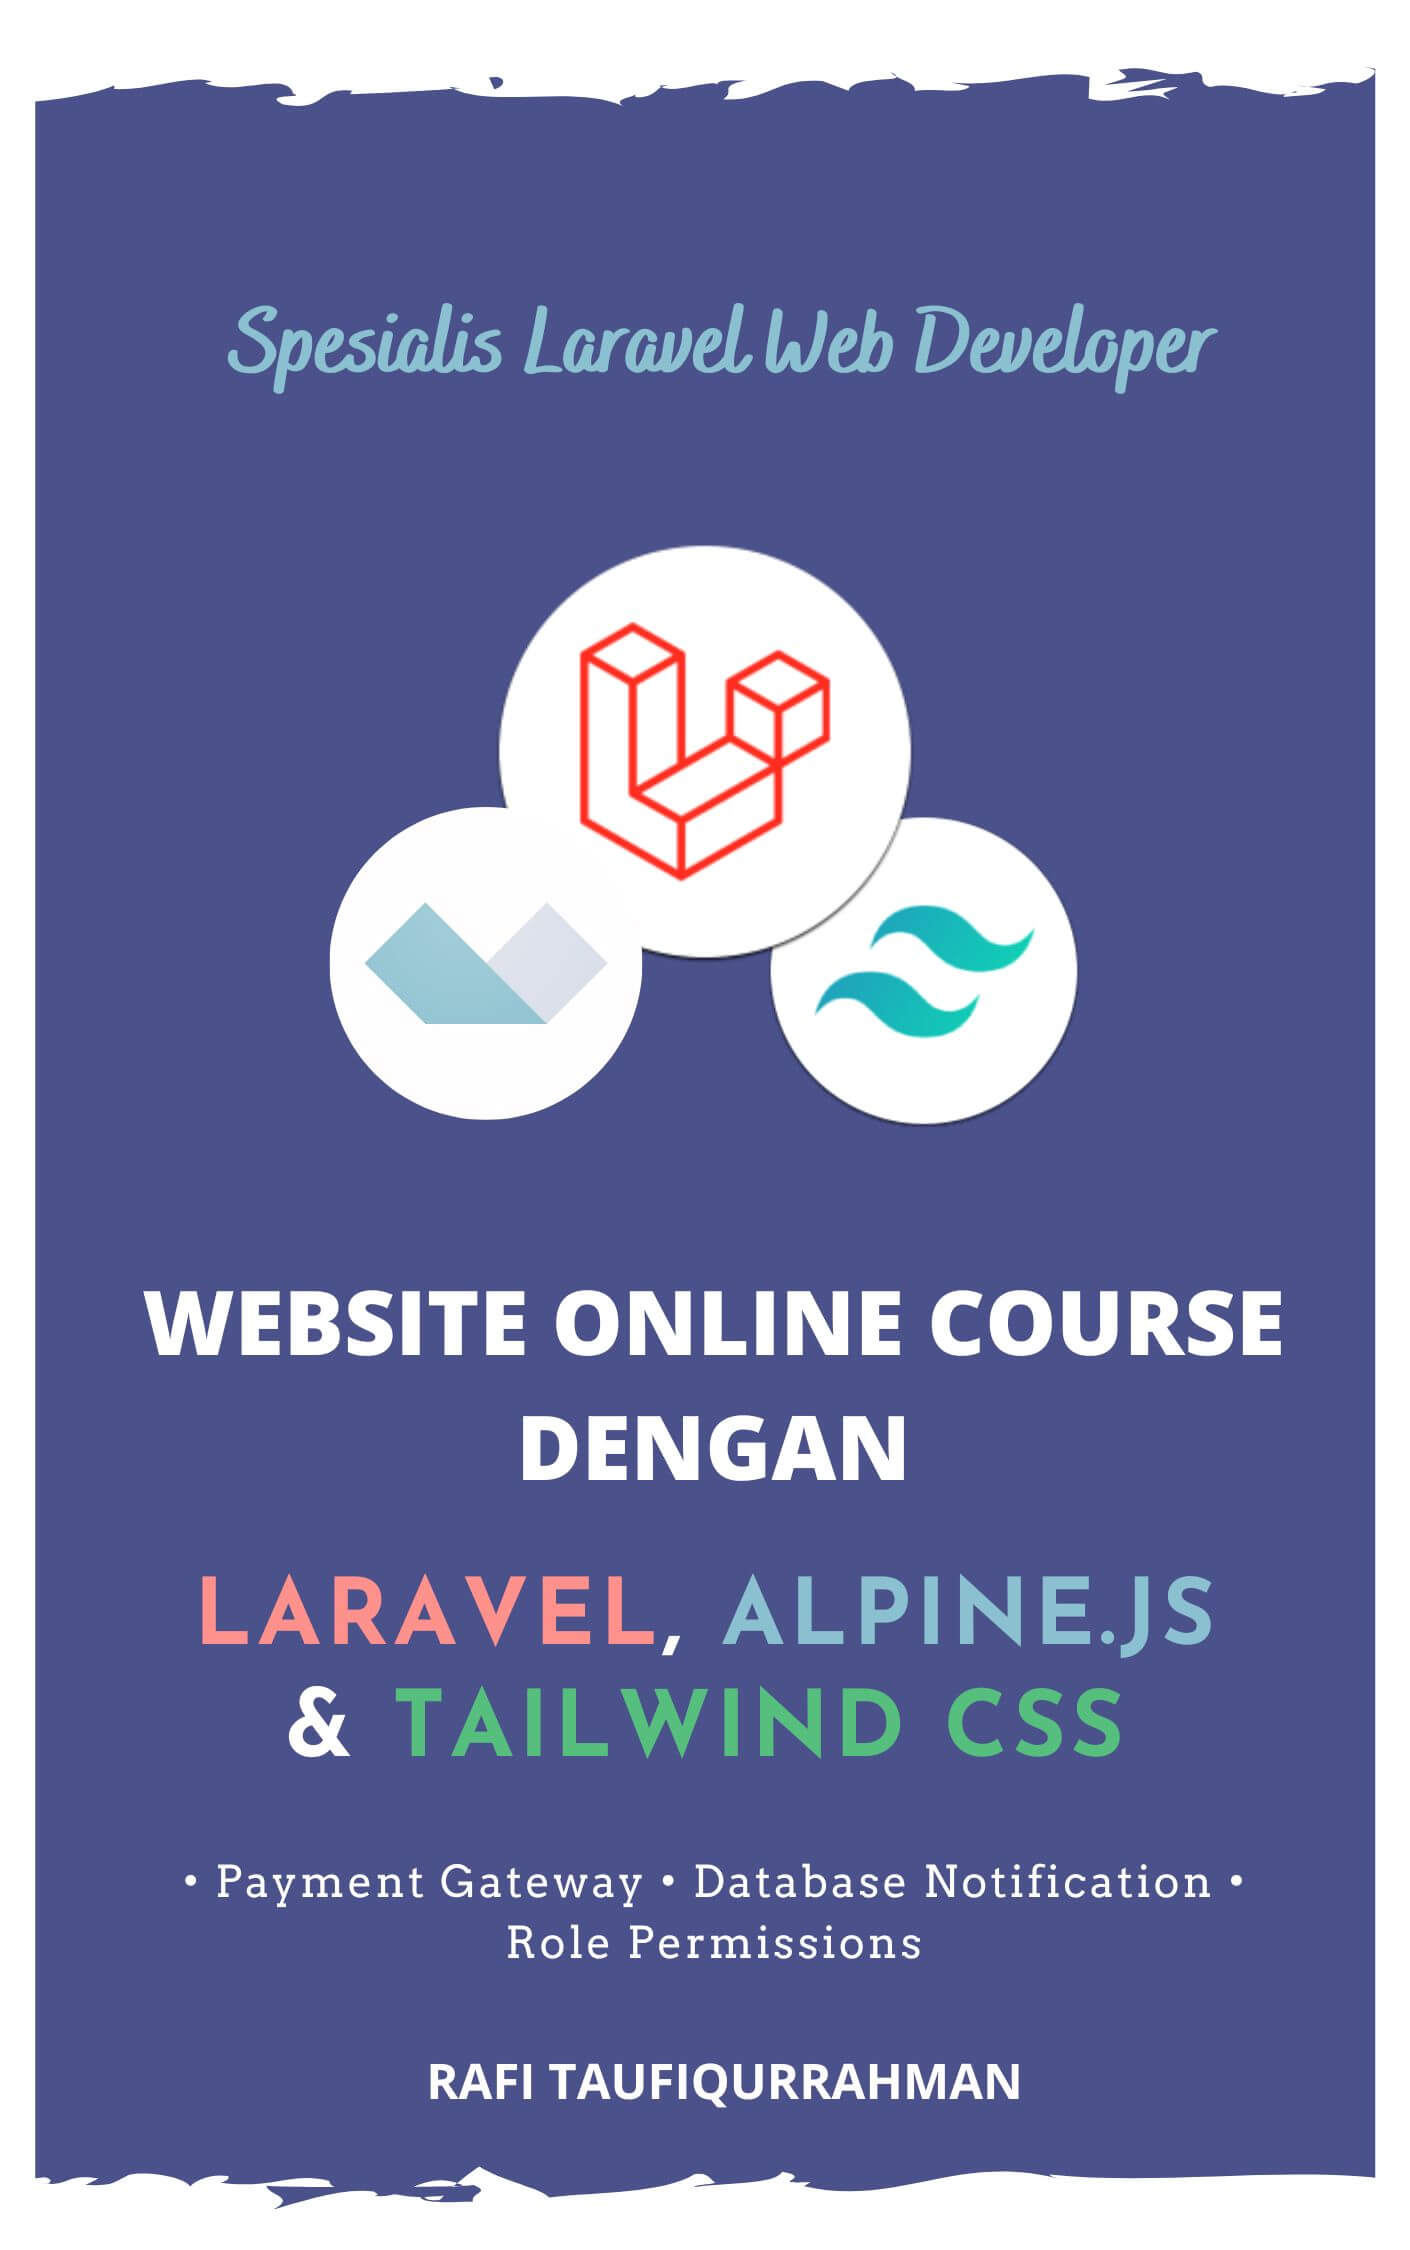 Spesialis Laravel Web Developer
WEBSITE ONLINE COURSE
DENGAN
LARAVEL, ALPINE.JS
& TAILWIND CSS
• Payment Gateway • Database Notification •
Role Permissions
RAFI TAUFIQURRAHMAN